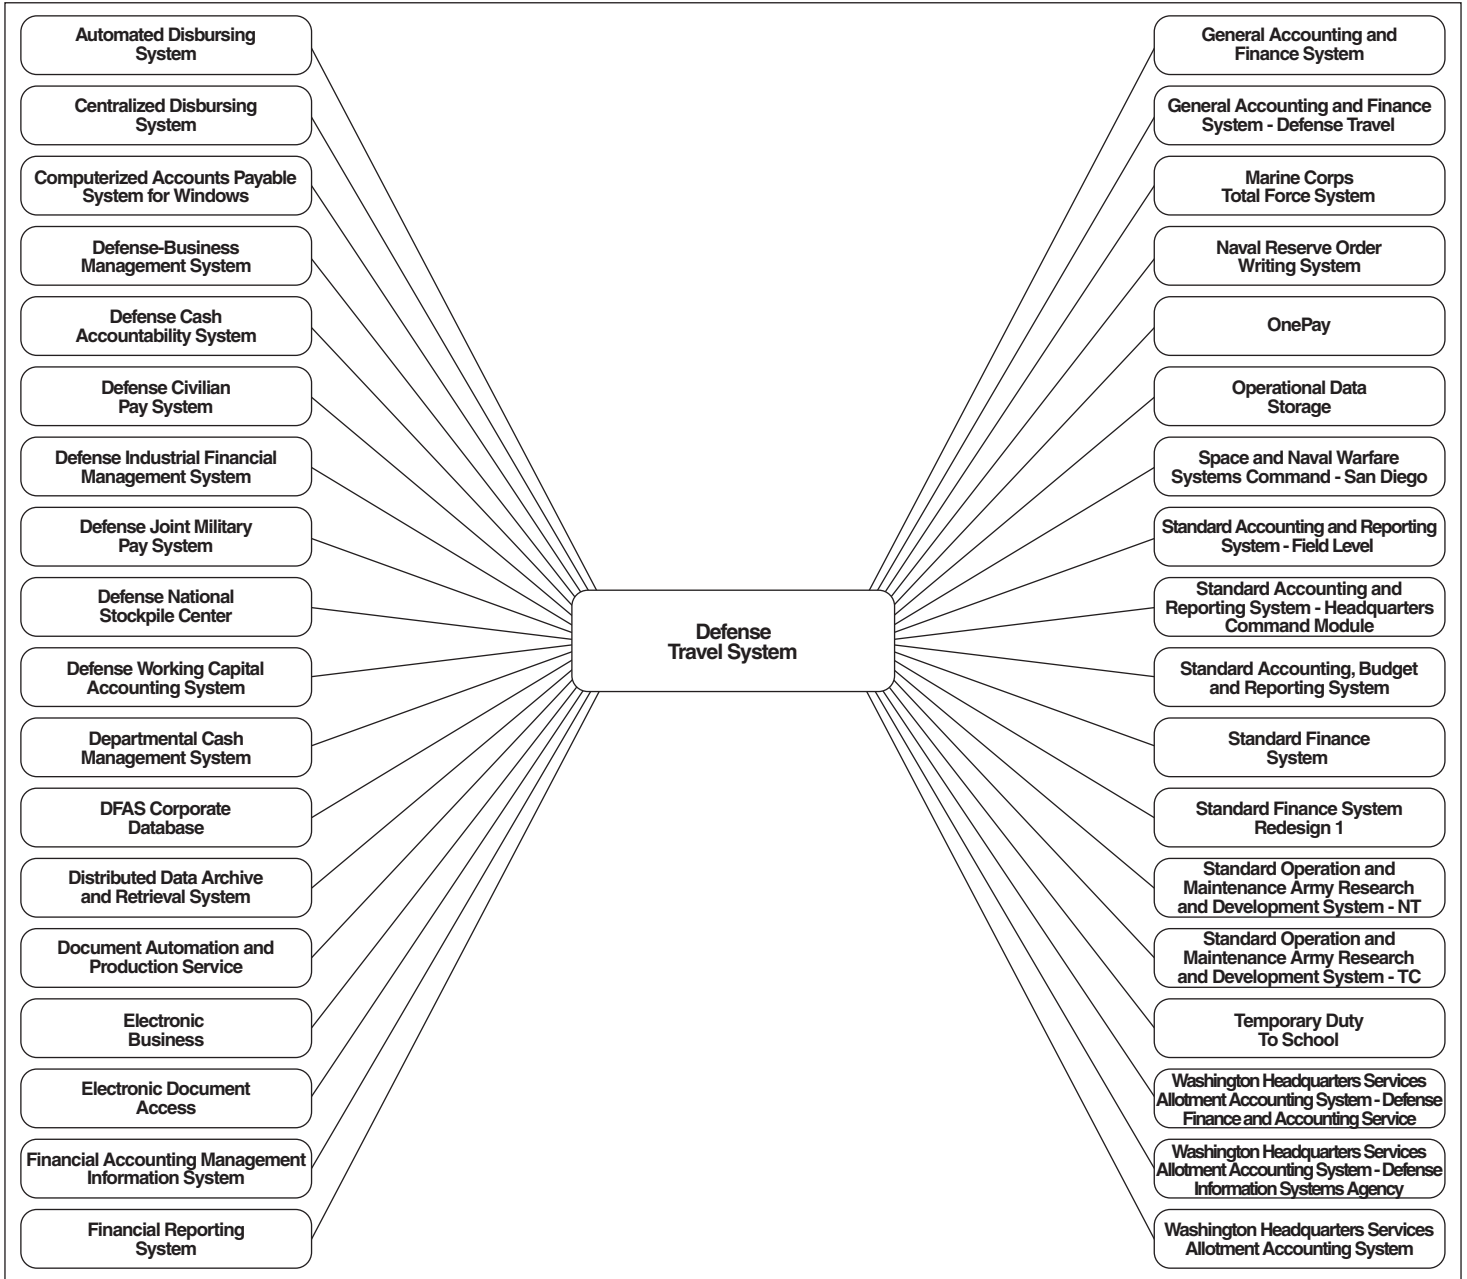 Automated Disbursing
System
Centralized Disbursing
System
Computerized Accounts Payable
System for Windows
Defense-Business
Management System
Defense Cash
Accountability System
Defense Civilian
Pay System
Defense Industrial Financial
Management System
Defense Joint Military
Pay System
Defense National
Stockpile Center
Defense Working Capital
Accounting System
Departmental Cash
Management System
DFAS Corporate
Database
Distributed Data Archive
and Retrieval System
Document Automation and
Production Service
Electronic
Business
Electronic Document
Access
Financial Accounting Management
Information System
Financial Reporting
System
Defense
Travel System
General Accounting and
Finance System
General Accounting and Finance
System - Defense Travel
Marine Corps
Total Force System
Naval Reserve Order
Writing System
OnePay
Operational Data
Storage
Space and Naval Warfare
Systems Command - San Diego
Standard Accounting and Reporting
System - Field Level
Standard Accounting and
Reporting System - Headquarters
Command Module
Standard Accounting, Budget
and Reporting System
Standard Finance
System
Standard Finance System
Redesign 1
Standard Operation and
Maintenance Army Research
and Development System - NT
Standard Operation and
Maintenance Army Research
and Development System - TC
Temporary Duty
To School
Washington Headquarters Services
Allotment Accounting System - Defense
Finance and Accounting Service
Washington Headquarters Services
Allotment Accounting System - Defense
Information Systems Agency
Washington Headquarters Services
Allotment Accounting System